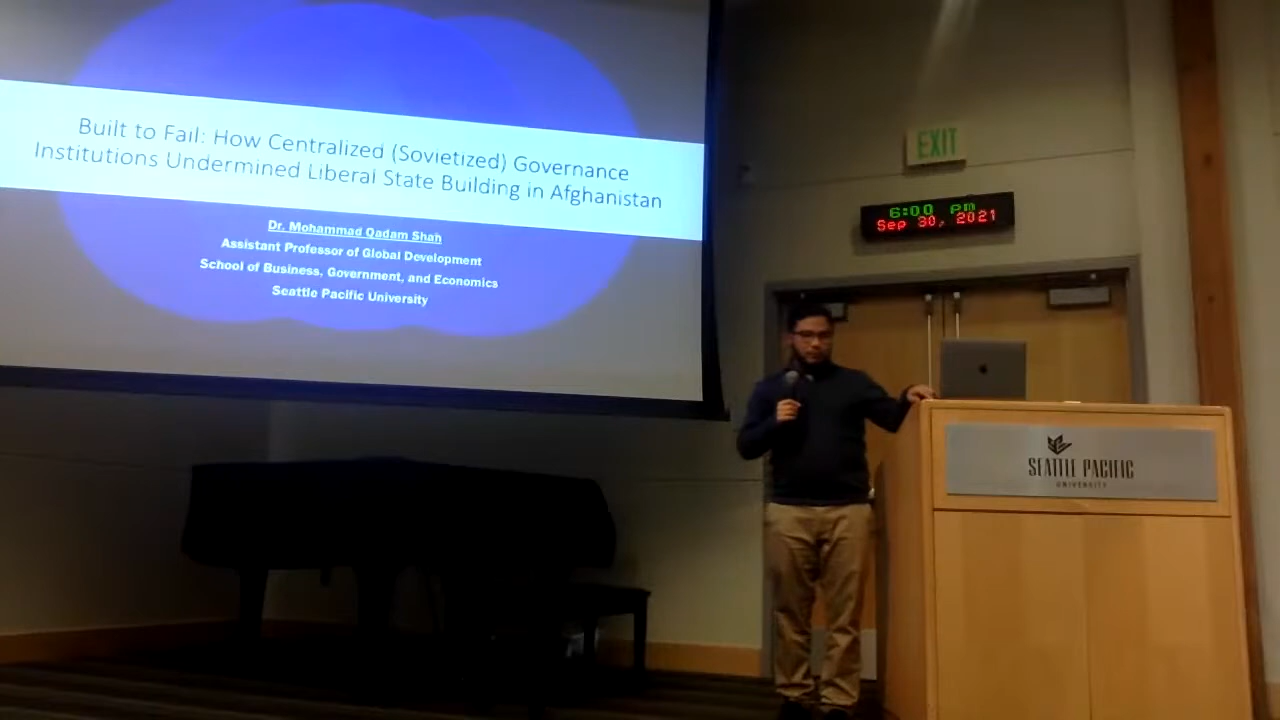 Built to Fail: How Centralized (Sovietized) Governance
Institutions Undermined Liberal State Building in Afghanistan
Dr. Mohammad Qadam Shah
Assistant Professor of Global Development
School of Business, Government, and Economics
Seattle Pacific University
EXIT
6:00 pm
Sep 30, 2021
SEATTLE PACIFIC
UNIVERSITY